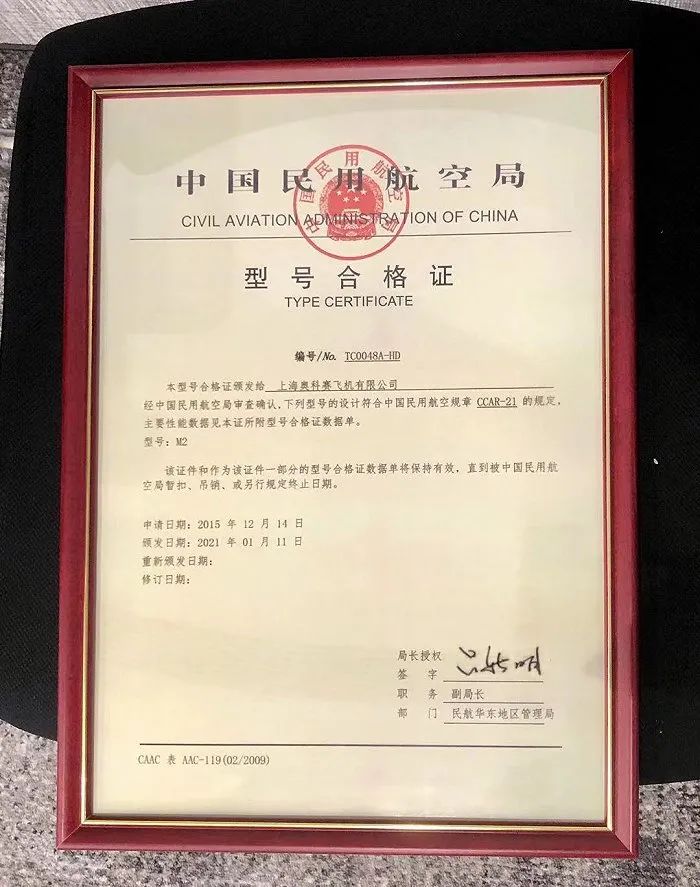 中国民用航空局
中国民用航空局
CIVIL AVIATION ADMINISTRATION OF CHINA
型号合格证
TYPE CERTIFICATE
编号/No. TC0048A-HD
本型号合格证颁发给 上海奥科赛飞机有限公司
经中国民用航空局审查确认,下列型号的设计符合中国民用航空规章 CCAR-21 的规定,
主要性能数据见本证所附型号合格证数据单。
型号: M2
该证件和作为该证件一部分的型号合格证数据单将保持有效,直到被中国民用航
空局暂扣、吊销、或另行规定终止日期。
申请日期: 2015 年 12 月 14 日
颁发日期: 2021 年 01 月 11 日
重新颁发日期:
修订日期:
局长授权
签 字
职 务 副局长
部 门 民航华东地区管理局
CAAC 表 AAC-119(02/2009)